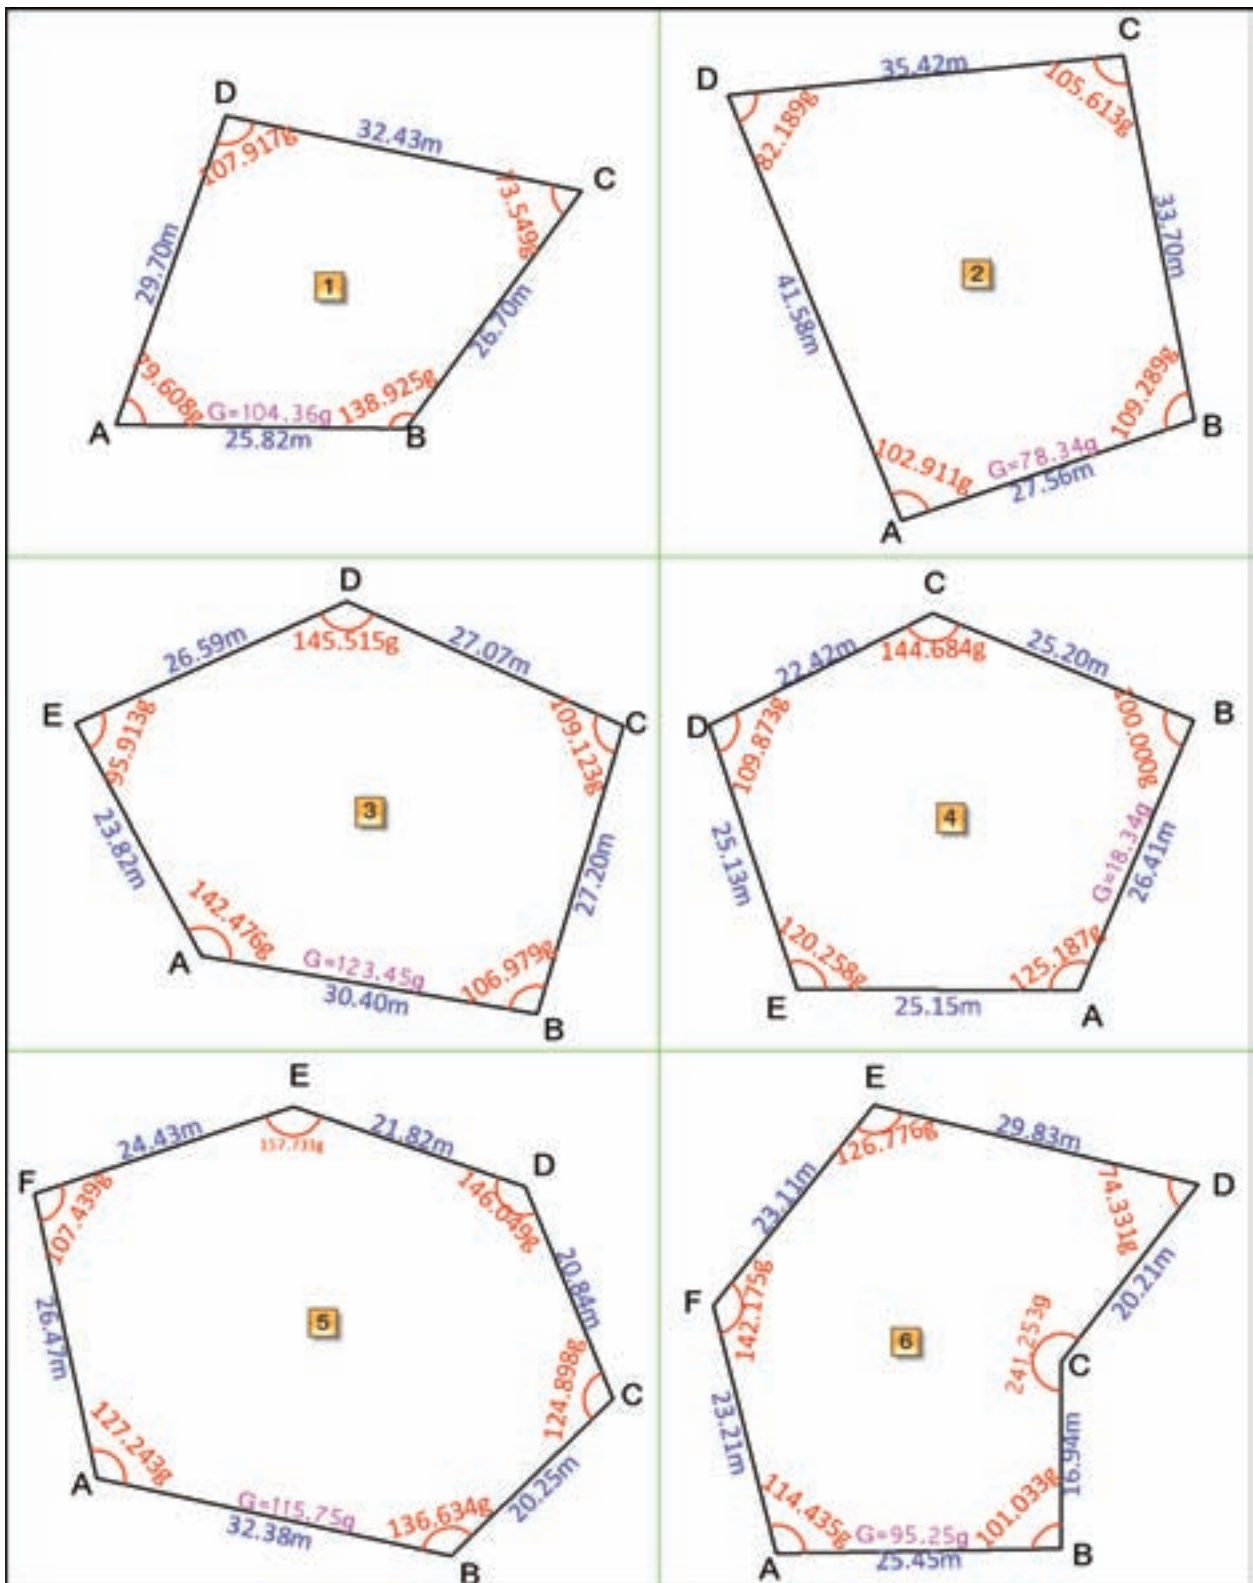 D
32.43m
107.917g
C
73.549g
29.70m
1
26.70m
79.608g
138.925g
G=104.36g
A
25.82m
B
C
D
35.42m
105.613g
82.189g
33.70m
2
41.58m
109.289g
B
102.911g
G=78.34g
27.56m
A
D
26.59m
145.515g
27.07m
E
C
95.913g
109.123g
3
23.82m
27.20m
142.476g
A
G=123.45g
106.979g
30.40m
B
C
22.42m
144.684g
25.20m
D
B
109.873g
100.000g
4
25.13m
G=18.34g
26.41m
120.258g
125.187g
E
25.15m
A
E
24.43m
157.733g
21.82m
F
D
107.439g
146.049g
26.47m
5
20.84m
124.898g
C
127.243g
A
G=115.75g
136.634g
20.25m
32.38m
B
E
126.776g
29.83m
D
23.11m
74.331g
F
142.175g
20.21m
6
241.253g
C
23.21m
16.94m
114.435g
101.033g
G=95.25g
A
25.45m
B